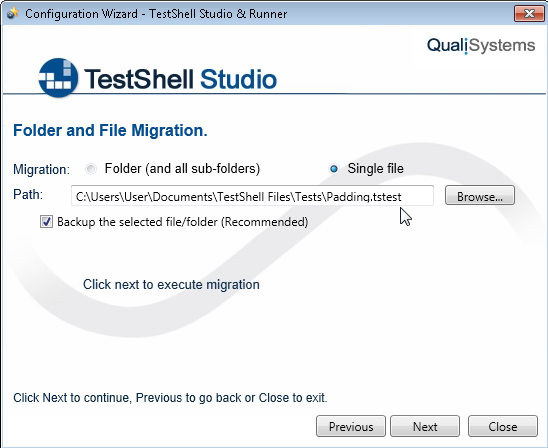 Configuration Wizard - TestShell Studio & Runner
QualiSystems
TestShell Studio
Folder and File Migration.
Migration: Folder (and all sub-folders) Single file
Path: C:\Users\User\Documents\TestShell Files\Tests\Padding.tstest Browse...
Backup the selected file/folder (Recommended)
Click next to execute migration
Click Next to continue, Previous to go back or Close to exit.
Previous Next Close